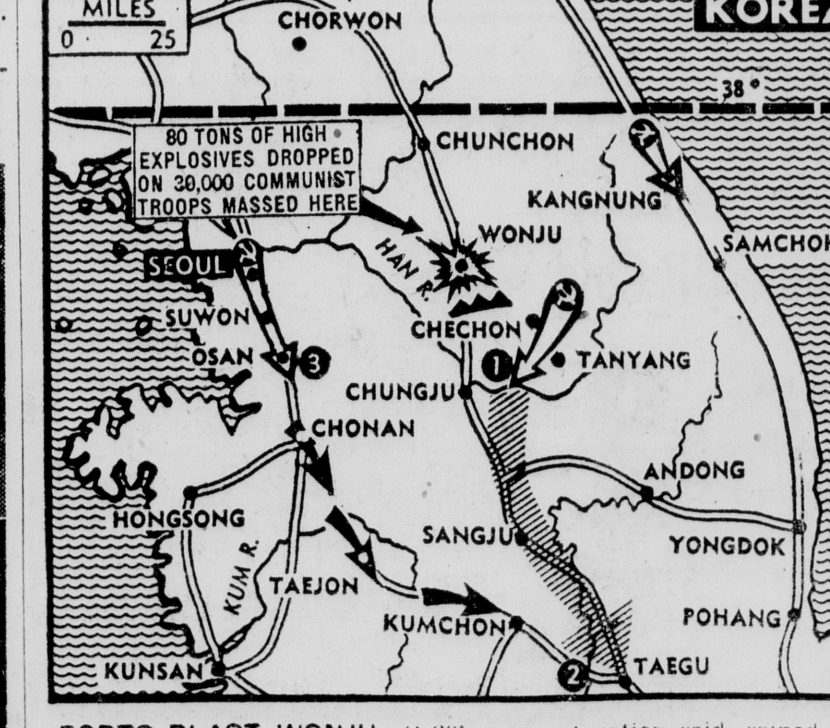 MILES
0 25
KOREA
CHORWON
38°
80 TONS OF HIGH
EXPLOSIVES DROPPED
ON 30,000 COMMUNIST
TROOPS MASSED HERE
CHUNCHON
KANGNUNG
WONJU
SAMCHOK
HAN R.
SEOUL
SUWON
CHECHON
OSAN
3
1
TANYANG
CHUNGJU
CHONAN
ANDONG
HONGSONG
SANGJU
YONGDOK
KUM R.
TAEJON
KUMCHON
POHANG
KUNSAN
2
TAEGU